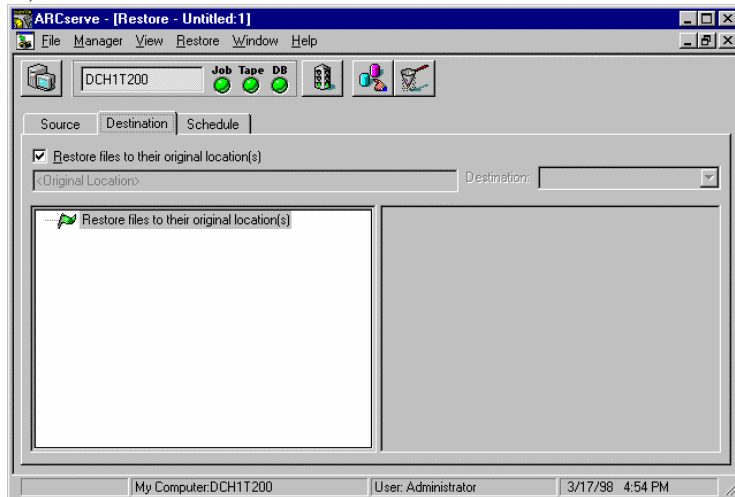 ARCserve - [Restore - Untitled:1]
File Manager View Restore Window Help
DCH1T200 Job Tape DB
Source Destination Schedule
Restore files to their original location(s)
<Original Location> Destination:
Restore files to their original location(s)
My Computer:DCH1T200 User: Administrator 3/17/98 4:54 PM